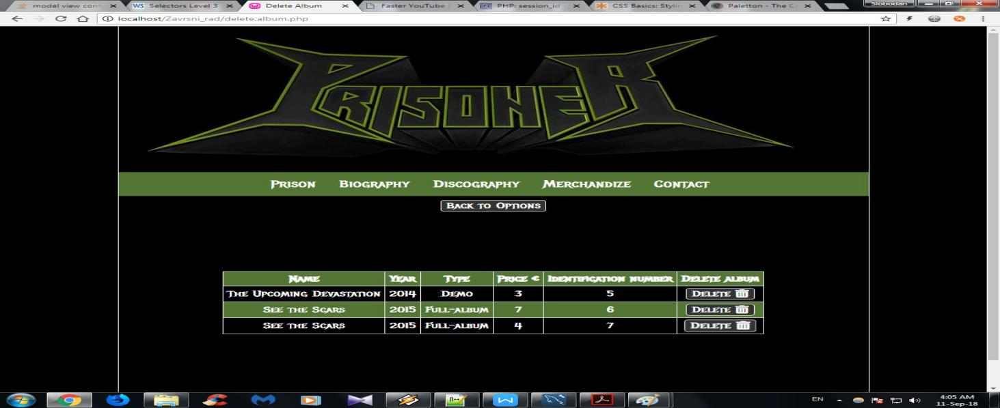 model view cont
W3 Selectors Level 3
Delete Album
Faster YouTube
php PHP: session_id
CSS Basics: Stylin
Paletton - The C
Slobodan
localhost/Zavrsni_rad/delete.album.php
Prisoner
Prison Biography Discography Merchandize Contact
Back to Options
Name Year Type Price € Identification number Delete album
The Upcoming Devastation 2014 Demo 3 5 Delete
See the Scars 2015 Full-album 7 6 Delete
See the Scars 2015 Full-album 4 7 Delete
EN
4:05 AM
11-Sep-18